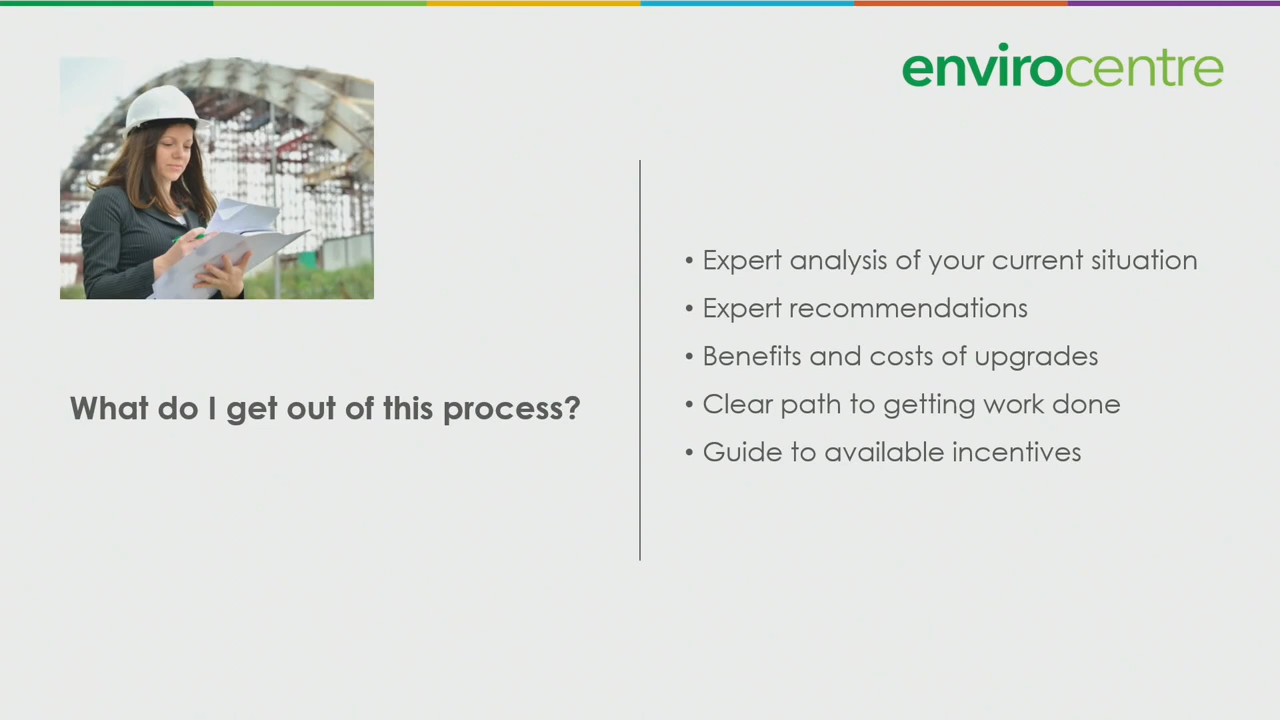 envirocentre
What do I get out of this process?
• Expert analysis of your current situation
• Expert recommendations
• Benefits and costs of upgrades
• Clear path to getting work done
• Guide to available incentives